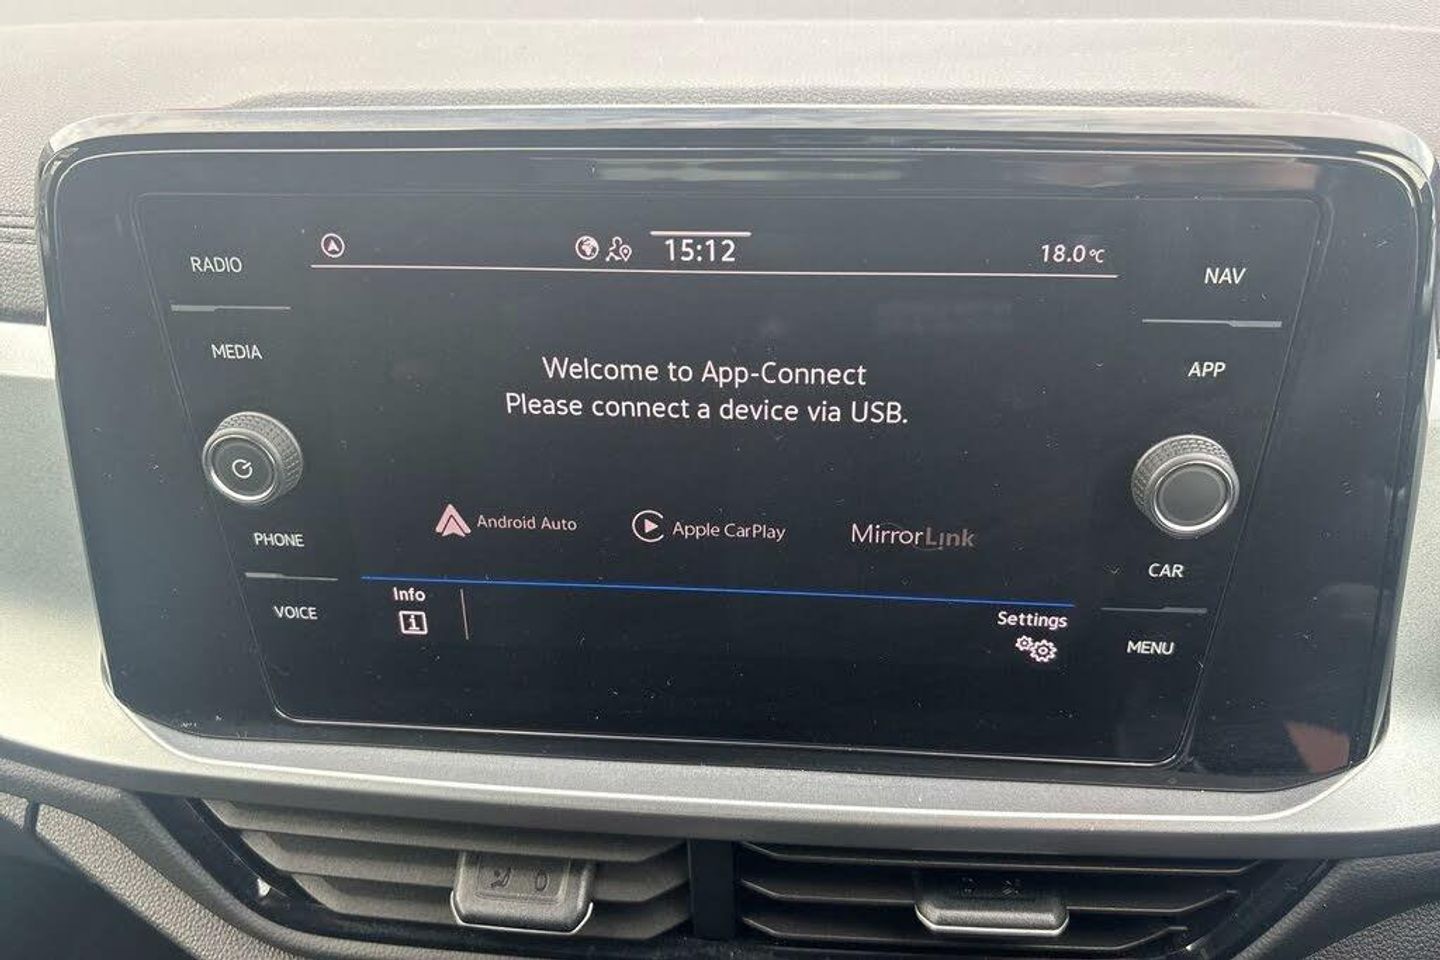 15:12
18.0°C
RADIO
NAV
MEDIA
APP
Welcome to App-Connect
Please connect a device via USB.
Android Auto
Apple CarPlay
MirrorLink
PHONE
CAR
VOICE
Info
Settings
MENU